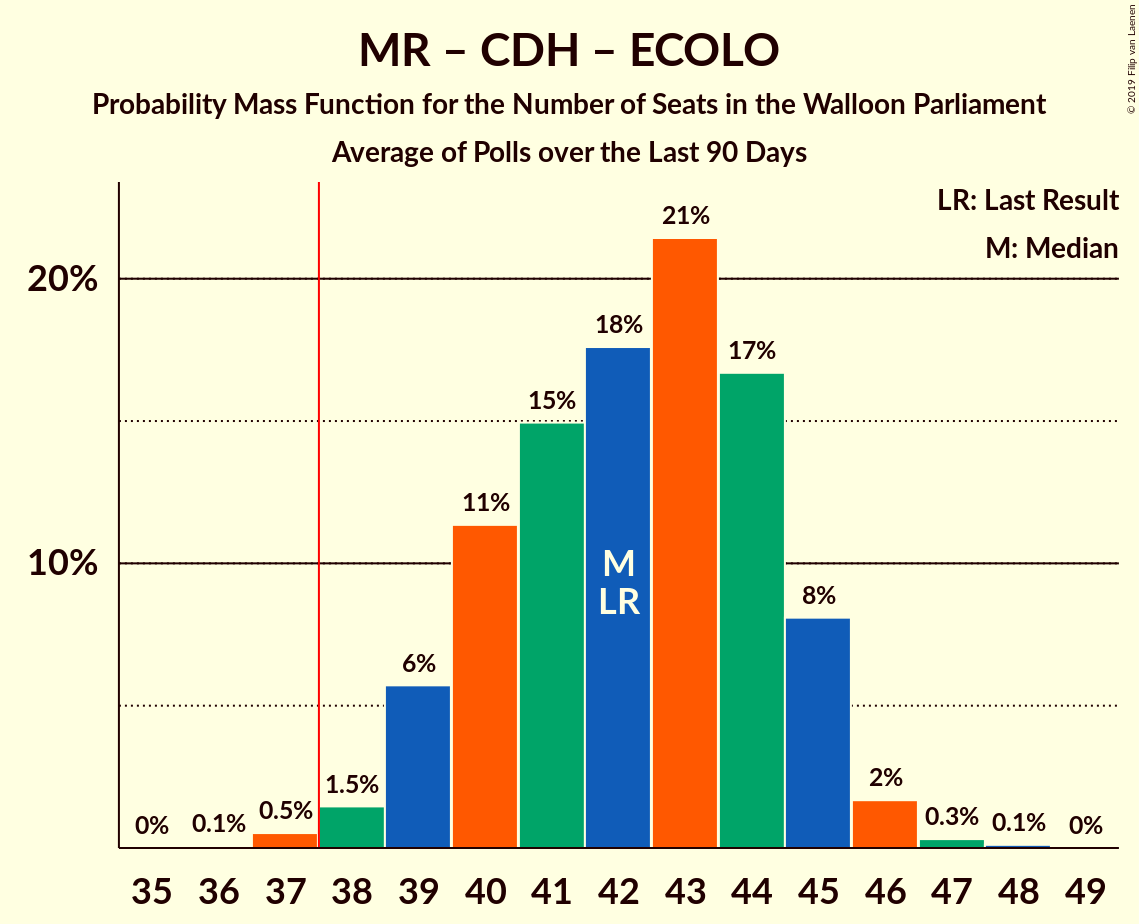 MR – CDH – ECOLO
Probability Mass Function for the Number of Seats in the Walloon Parliament
Average of Polls over the Last 90 Days
© 2019 Filip van Laenen
LR: Last Result
M: Median
20%
10%
0%
0.1%
0.5%
1.5%
6%
11%
15%
18%
21%
17%
8%
2%
0.3%
0.1%
0%
M
LR
35 36 37 38 39 40 41 42 43 44 45 46 47 48 49